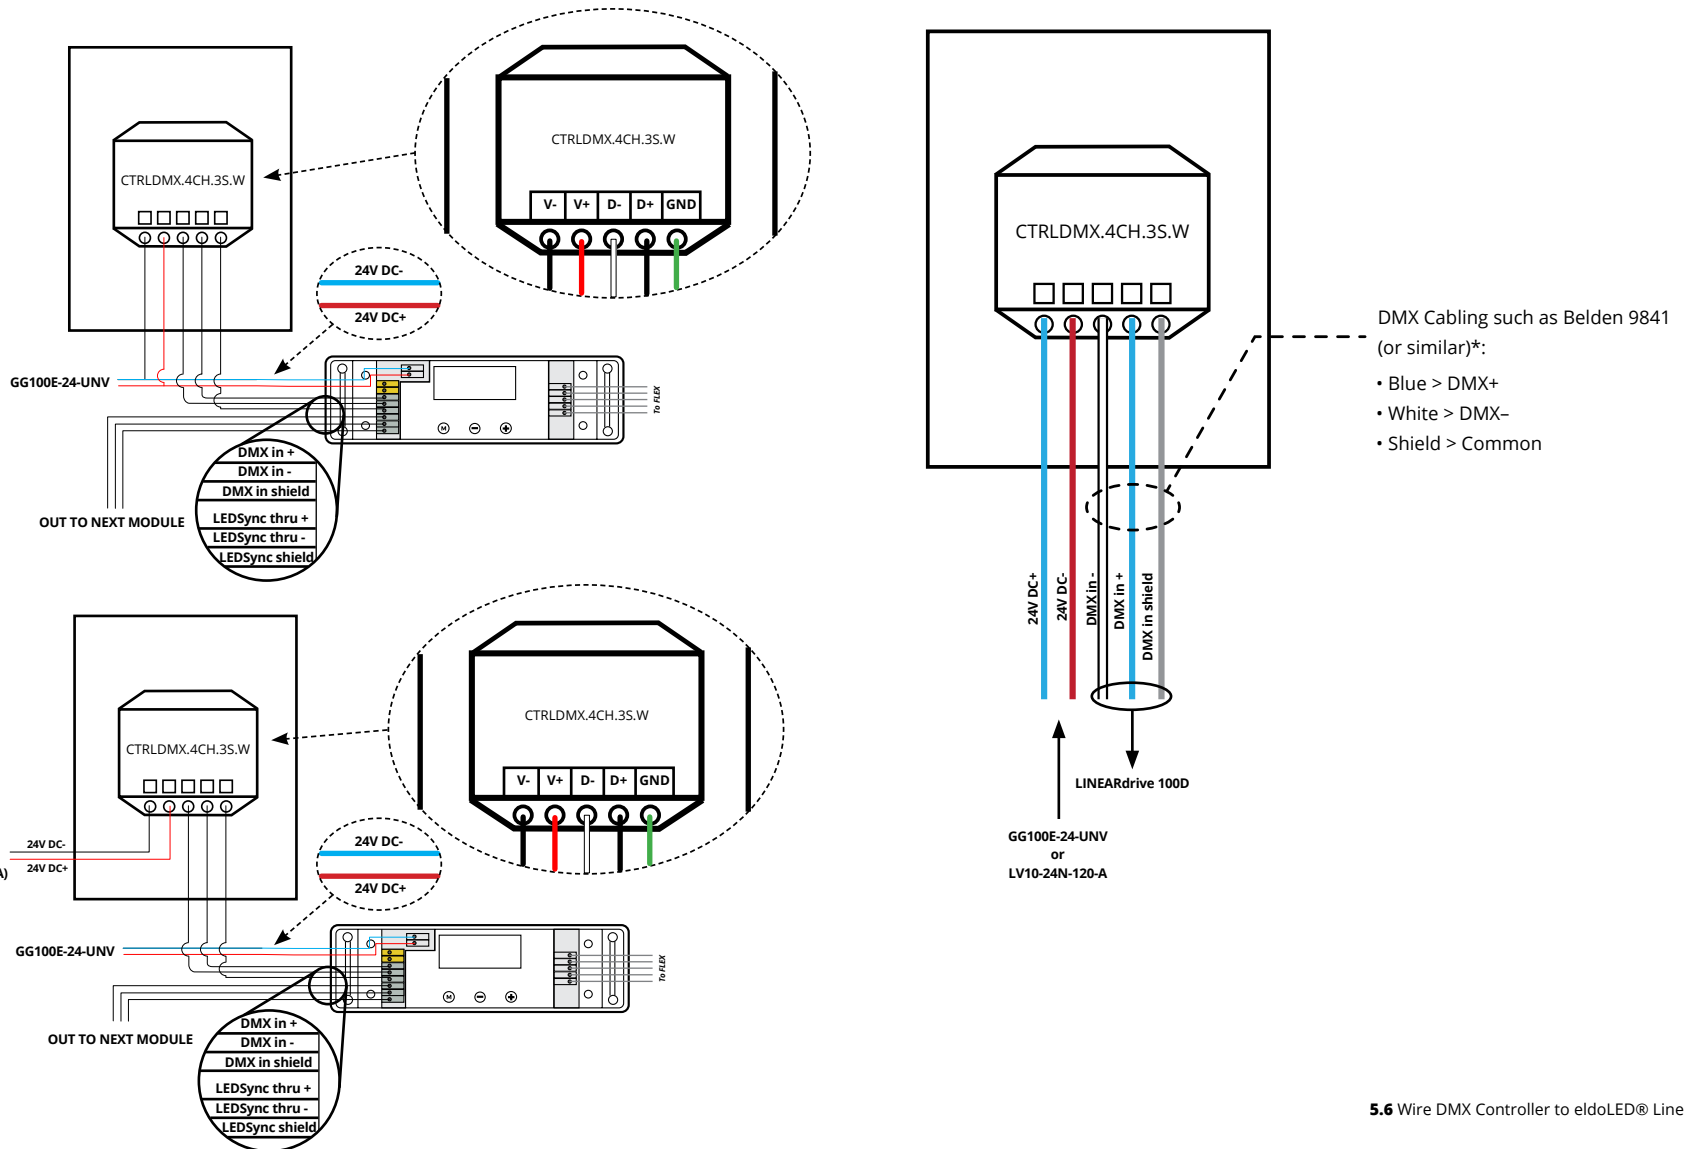 CTRLDMX.4CH.3S.W
CTRLDMX.4CH.3S.W
V- V+ D- D+ GND
24V DC-
24V DC+
GG100E-24-UNV
To FLEX
M
DMX in +
DMX in -
DMX in shield
LEDSync thru +
LEDSync thru -
LEDSync shield
OUT TO NEXT MODULE
CTRLDMX.4CH.3S.W
CTRLDMX.4CH.3S.W
V- V+ D- D+ GND
24V DC-
24V DC+
A)
24V DC-
24V DC+
GG100E-24-UNV
To FLEX
M
OUT TO NEXT MODULE
DMX in +
DMX in -
DMX in shield
LEDSync thru +
LEDSync thru -
LEDSync shield
CTRLDMX.4CH.3S.W
DMX Cabling such as Belden 9841
(or similar)*:
• Blue > DMX+
• White > DMX–
• Shield > Common
24V DC+
24V DC-
DMX in -
DMX in +
DMX in shield
LINEARdrive 100D
GG100E-24-UNV
or
LV10-24N-120-A
5.6 Wire DMX Controller to eldoLED® Line